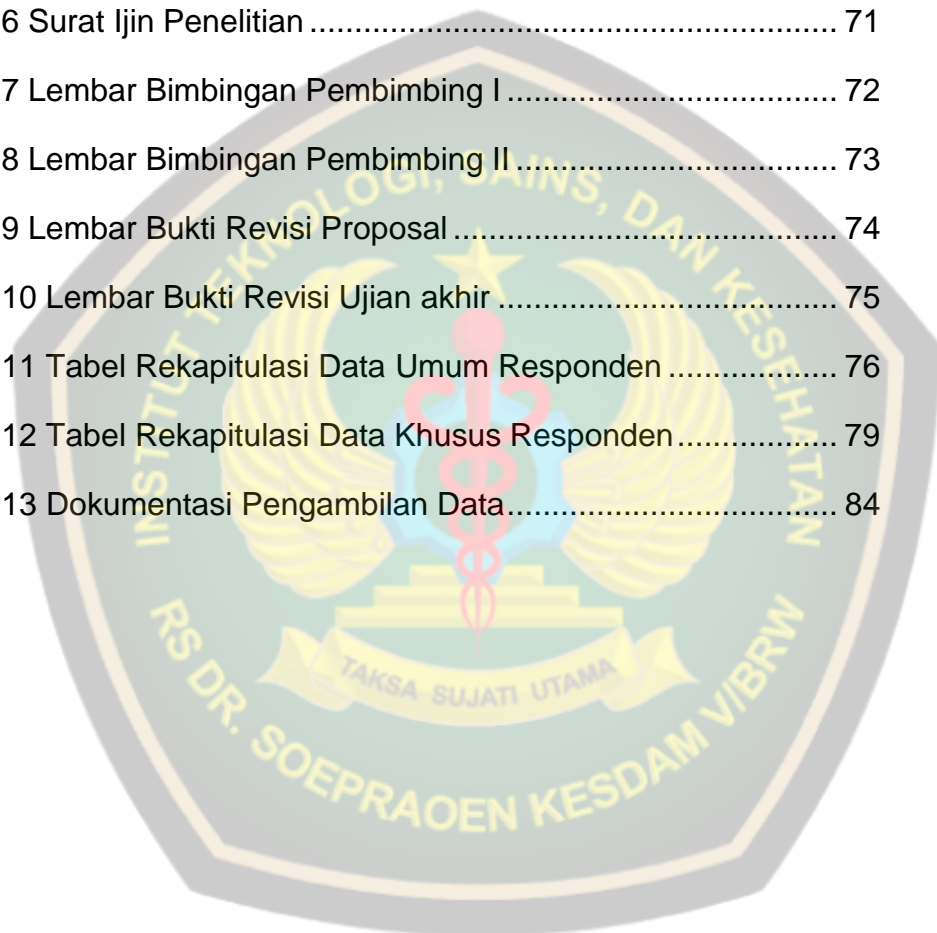 6 Surat Ijin Penelitian ............................................................ 71
7 Lembar Bimbingan Pembimbing I ..................................... 72
8 Lembar Bimbingan Pembimbing II .................................... 73
9 Lembar Bukti Revisi Proposal ........................................... 74
10 Lembar Bukti Revisi Ujian akhir ...................................... 75
11 Tabel Rekapitulasi Data Umum Responden ................... 76
12 Tabel Rekapitulasi Data Khusus Responden .................. 79
13 Dokumentasi Pengambilan Data ..................................... 84
INSTITUT TEKNOLOGI, SAINS, DAN KESEHATAN
TAKSA SUJATI UTAMA
RS DR. SOEPRAOEN KESDAM V/BRW